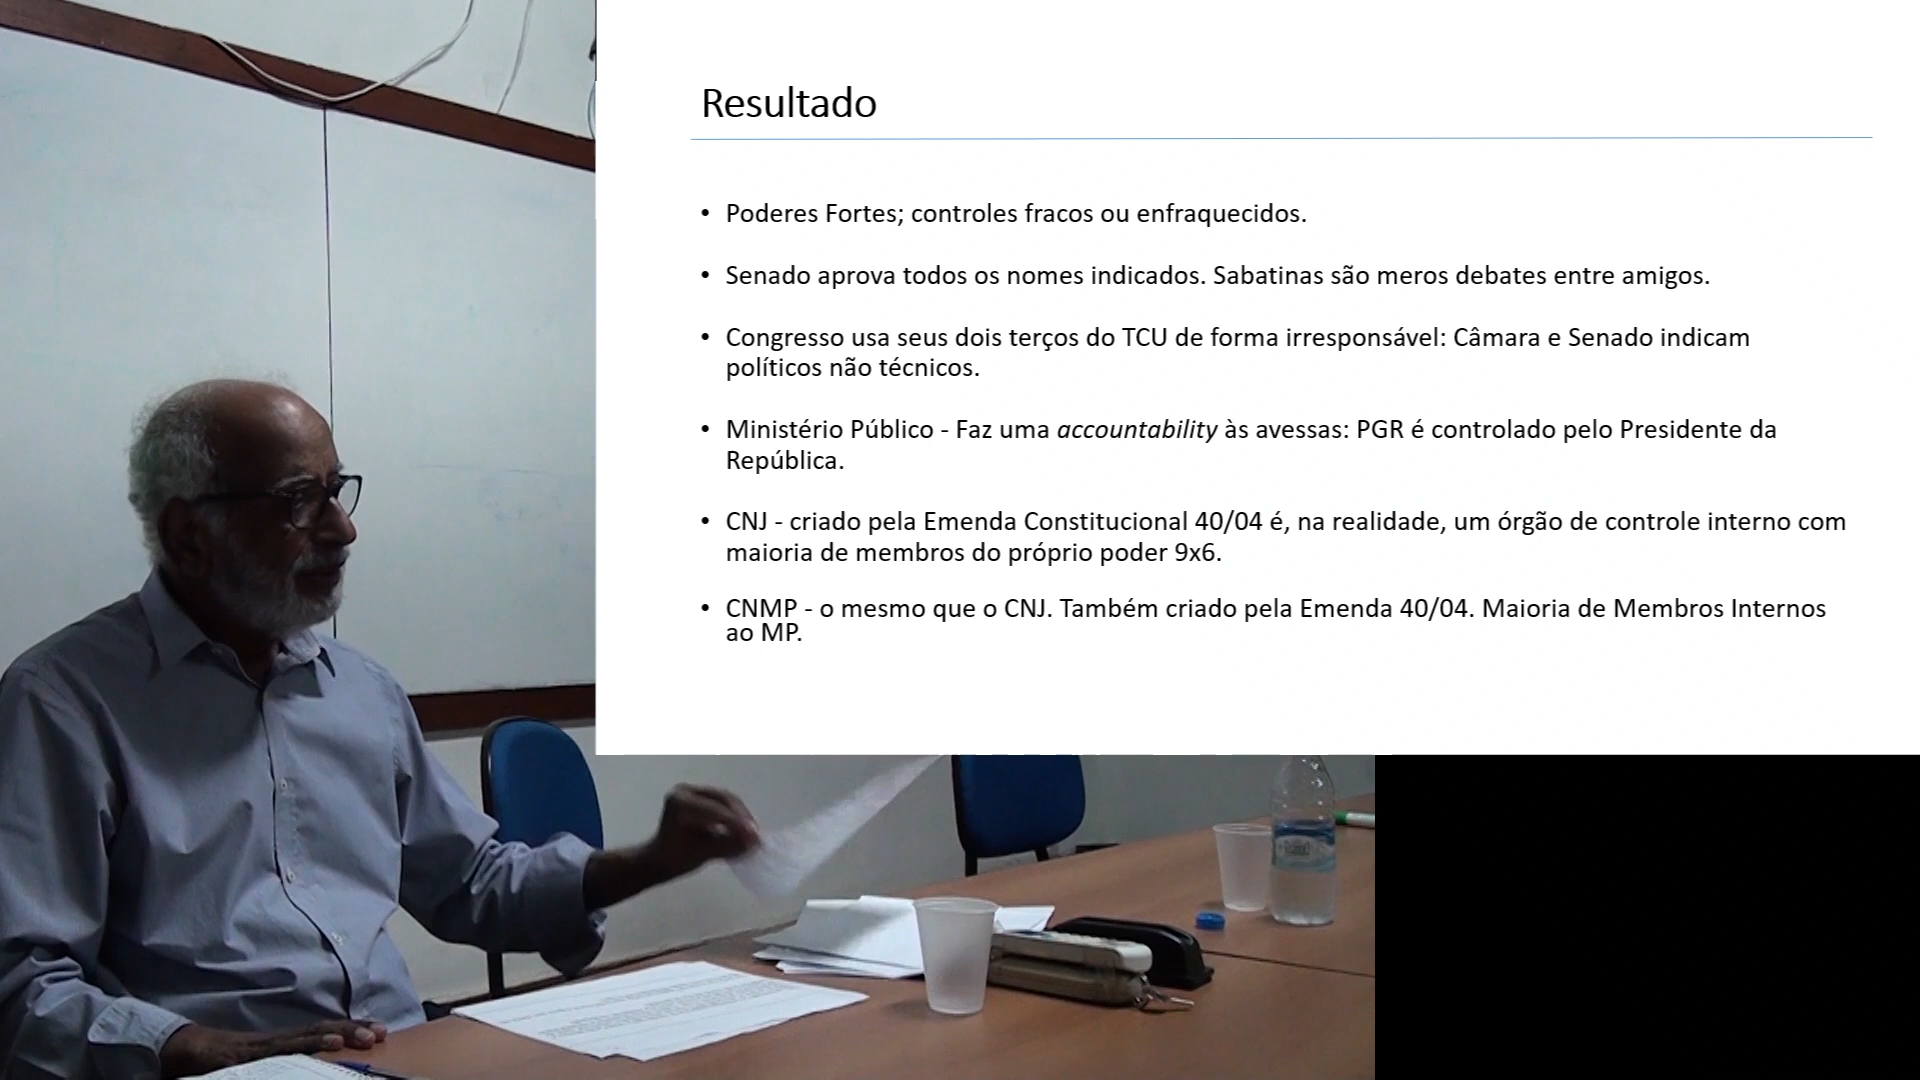 Resultado
• Poderes Fortes; controles fracos ou enfraquecidos.
• Senado aprova todos os nomes indicados. Sabatinas são meros debates entre amigos.
• Congresso usa seus dois terços do TCU de forma irresponsável: Câmara e Senado indicam
políticos não técnicos.
• Ministério Público - Faz uma accountability às avessas: PGR é controlado pelo Presidente da
República.
• CNJ - criado pela Emenda Constitucional 40/04 é, na realidade, um órgão de controle interno com
maioria de membros do próprio poder 9x6.
• CNMP - o mesmo que o CNJ. Também criado pela Emenda 40/04. Maioria de Membros Internos
ao MP.